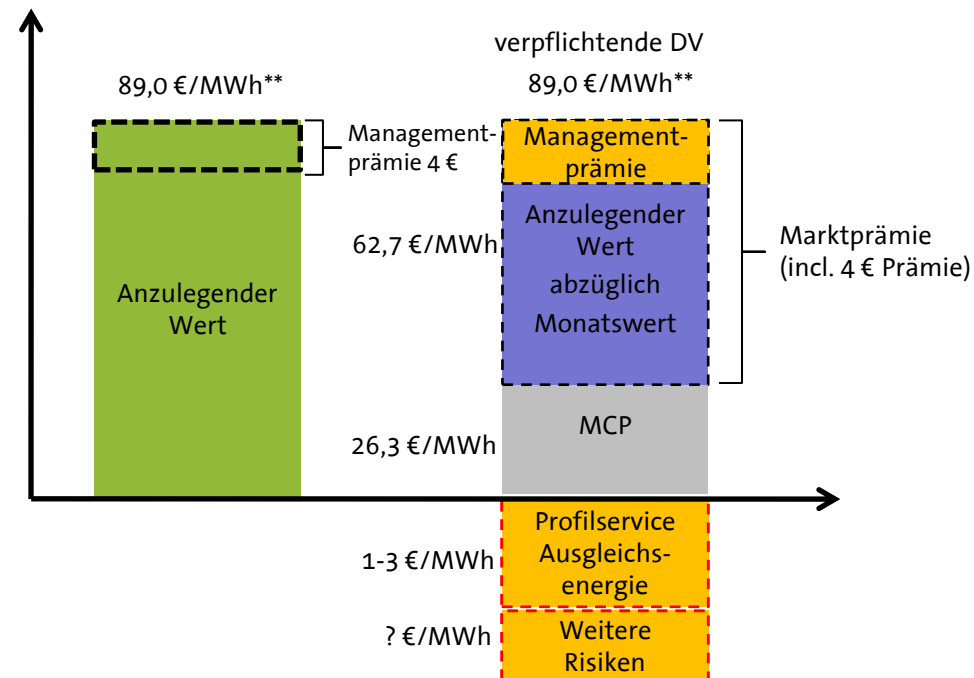 verpflichtende DV
89,0 €/MWh**
89,0 €/MWh**
Management-
prämie 4 €
Management-
prämie
62,7 €/MWh
Anzulegender
Wert
abzüglich
Monatswert
Marktprämie
(incl. 4 € Prämie)
Anzulegender
Wert
MCP
26,3 €/MWh
Profilservice
Ausgleichs-
energie
1-3 €/MWh
? €/MWh
Weitere
Risiken